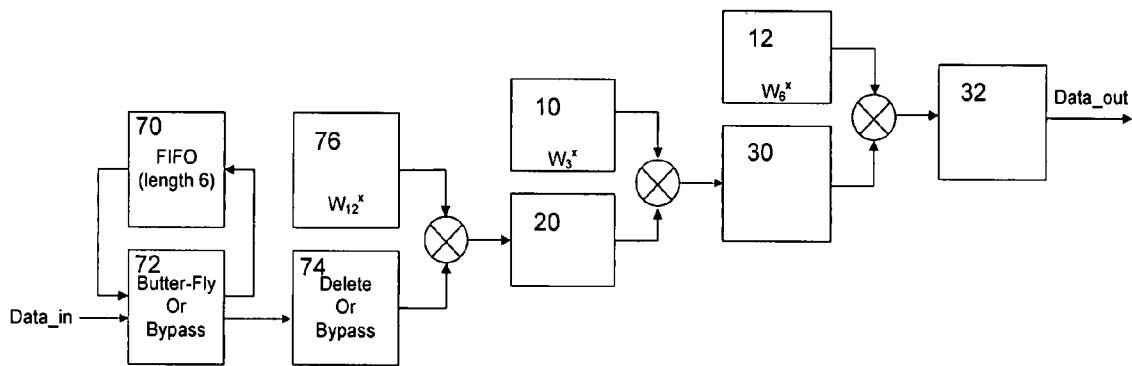 70
FIFO
(length 6)
76
W₁₂ˣ
10
W₃ˣ
12
W₆ˣ
32
Data_out
30
20
72
Butter-Fly
Or
Bypass
74
Delete
Or
Bypass
Data_in